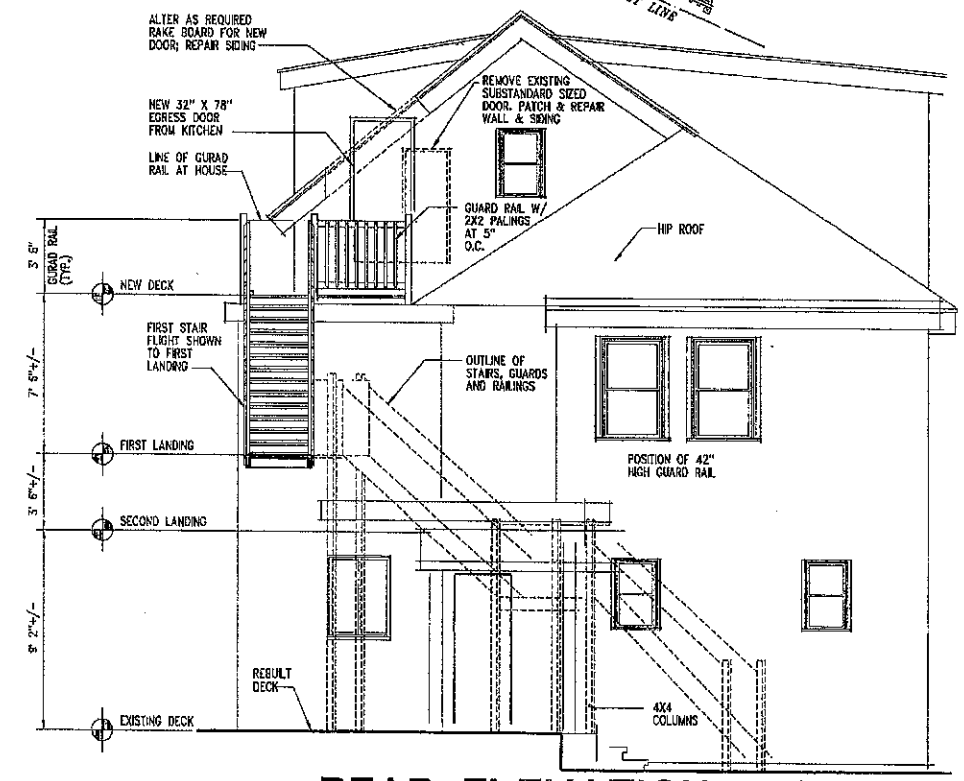 LINE
ALTER AS REQUIRED
RAKE BOARD FOR NEW
DOOR; REPAIR SIDING
REMOVE EXISTING
SUBSTANDARD SIZED
DOOR. PATCH & REPAIR
WALL & SIDING
NEW 32" X 78"
EGRESS DOOR
FROM KITCHEN
LINE OF GURAD
RAIL AT HOUSE
GUARD RAIL W/
2X2 PALINGS
AT 5"
O.C.
HIP ROOF
3' 6"
GURAD RAIL
(TYP.)
NEW DECK
FIRST STAIR
FLIGHT SHOWN
TO FIRST
LANDING
OUTLINE OF
STAIRS, GUARDS
AND RAILINGS
7' 6"+/-
FIRST LANDING
POSITION OF 42"
HIGH GUARD RAIL
3' 6"+/-
SECOND LANDING
2"+/-
REBUILT
DECK
4X4
COLUMNS
EXISTING DECK
REAR ELEVATION